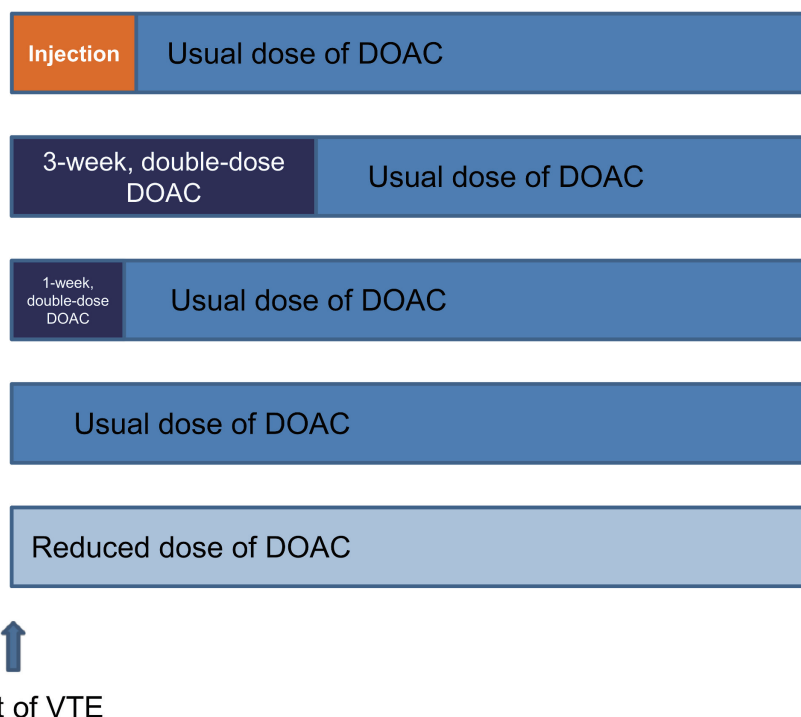 Injection
Usual dose of DOAC
3-week, double-dose
DOAC
Usual dose of DOAC
1-week,
double-dose
DOAC
Usual dose of DOAC
Usual dose of DOAC
Reduced dose of DOAC
of VTE